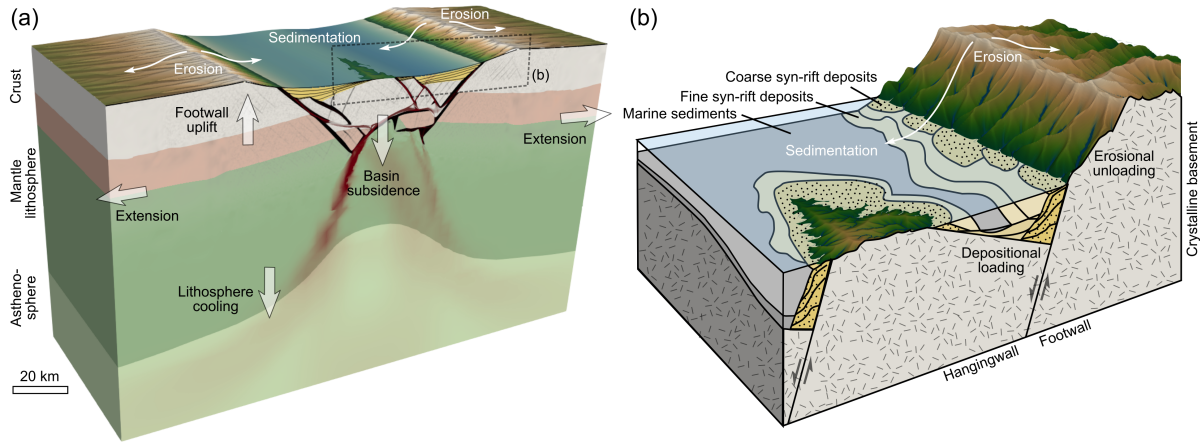 (a)
Sedimentation
Erosion
Erosion
(b)
Crust
Footwall
uplift
Extension
Mantle
lithosphere
Basin
subsidence
Extension
Astheno-
sphere
Lithosphere
cooling
20 km
(b)
Erosion
Coarse syn-rift deposits
Fine syn-rift deposits
Marine sediments
Sedimentation
Erosional
unloading
Crystalline basement
Depositional
loading
Hangingwall
Footwall